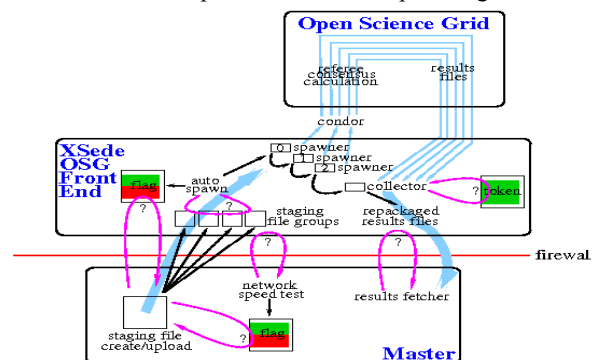 Open Science Grid
referee
consensus
calculation
results
files
condor
XSede
OSG
Front
End
flag
?
auto
spawn
0 spawner
1 spawner
2 spawner
collector
? token
?
staging
file groups
repackaged
results files
?
?
firewal
network
speed test
results fetcher
staging file
create/upload
?
flag
Master